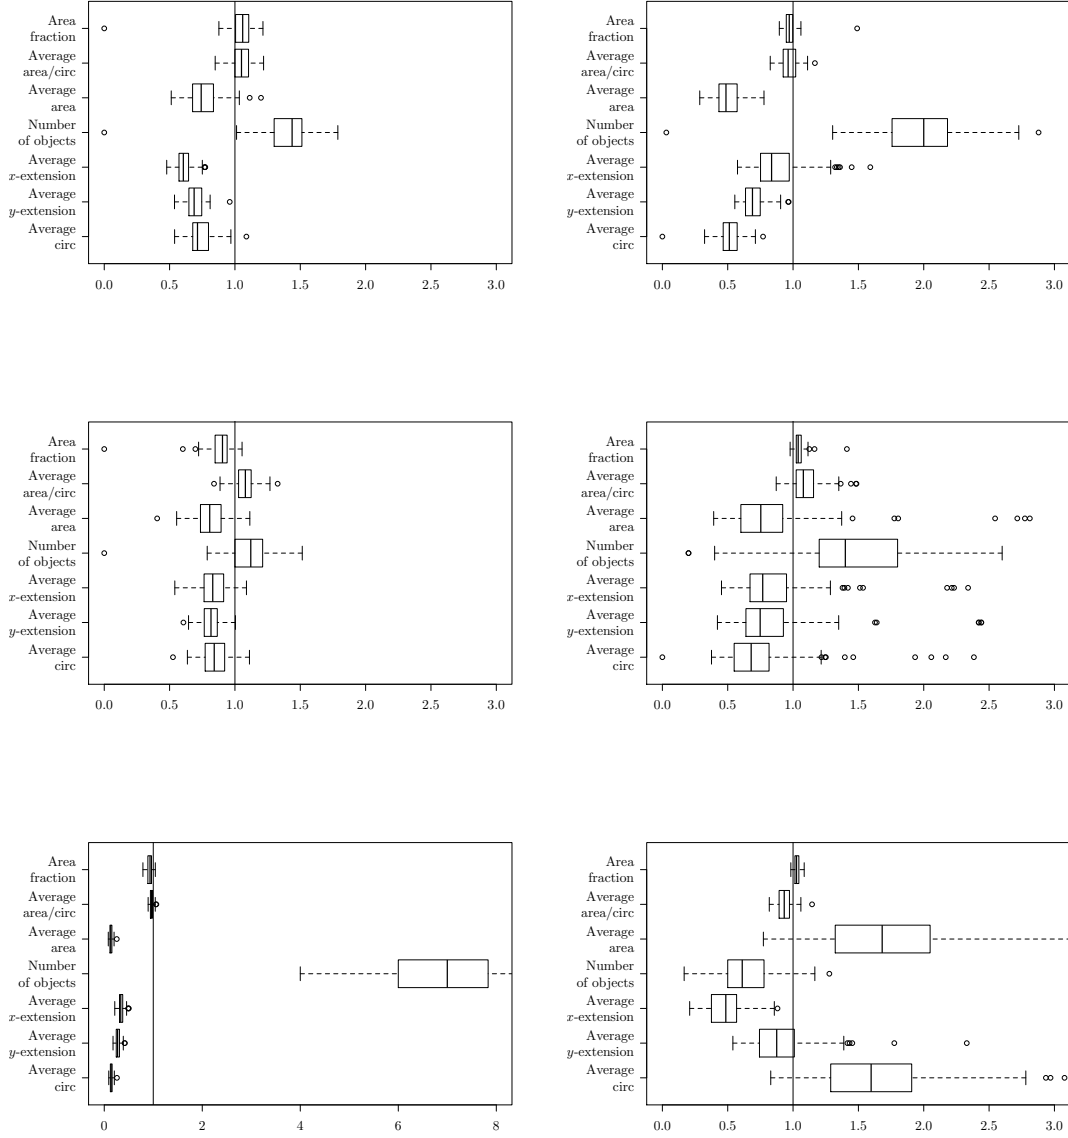 Area
fraction
Average
area/circ
Average
area
Number
of objects
Average
x-extension
Average
y-extension
Average
circ
0.0 0.5 1.0 1.5 2.0 2.5 3.0
Area
fraction
Average
area/circ
Average
area
Number
of objects
Average
x-extension
Average
y-extension
Average
circ
0.0 0.5 1.0 1.5 2.0 2.5 3.0
Area
fraction
Average
area/circ
Average
area
Number
of objects
Average
x-extension
Average
y-extension
Average
circ
0.0 0.5 1.0 1.5 2.0 2.5 3.0
Area
fraction
Average
area/circ
Average
area
Number
of objects
Average
x-extension
Average
y-extension
Average
circ
0.0 0.5 1.0 1.5 2.0 2.5 3.0
Area
fraction
Average
area/circ
Average
area
Number
of objects
Average
x-extension
Average
y-extension
Average
circ
0 2 4 6 8
Area
fraction
Average
area/circ
Average
area
Number
of objects
Average
x-extension
Average
y-extension
Average
circ
0.0 0.5 1.0 1.5 2.0 2.5 3.0